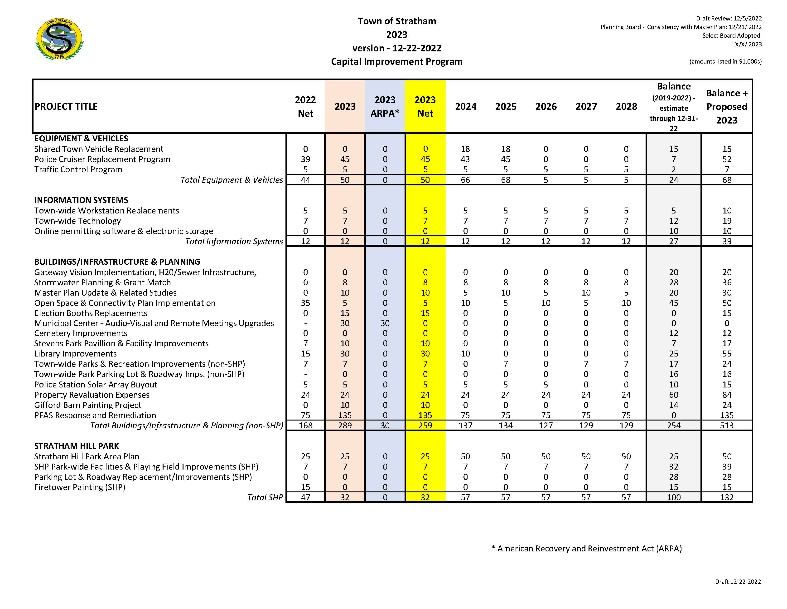 Town of Stratham
2023
version - 12-22-2022
Capital Improvement Program
Draft Review: 12/5/2022
Planning Board - Consistency with Master Plan: 12/21/2022
Select Board Adopted
X/X/2023
(amounts listed in $1,000s)
PROJECT TITLE 2022 Net 2023 2023 ARPA* 2023 Net 2024 2025 2026 2027 2028 Balance (2019-2022) - estimate through 12-31-22 Balance + Proposed 2023
EQUIPMENT & VEHICLES
Shared Town Vehicle Replacement 0 0 0 0 18 18 0 0 0 15 15
Police Cruiser Replacement Program 39 45 0 45 43 45 0 0 0 7 52
Traffic Control Program 5 5 0 5 5 5 5 5 5 2 7
Total Equipment & Vehicles 44 50 0 50 66 68 5 5 5 24 68
INFORMATION SYSTEMS
Town-wide Workstation Replacements 5 5 0 5 5 5 5 5 5 5 10
Town-wide Technology 7 7 0 7 7 7 7 7 7 12 19
Online permitting software & electronic storage 0 0 0 0 0 0 0 0 0 10 10
Total Information Systems 12 12 0 12 12 12 12 12 12 27 39
BUILDINGS/INFRASTRUCTURE & PLANNING
Gateway Vision Implementation, H20/Sewer Infrastructure, 0 0 0 0 0 0 0 0 0 20 20
Stormwater Planning & Grant Match 0 8 0 8 8 8 8 8 8 28 36
Master Plan Update & Related Studies 0 10 0 10 5 10 5 10 5 20 30
Open Space & Connectivity Plan Implementation 35 5 0 5 10 5 10 5 10 45 50
Election Booths Replacements 0 15 0 15 0 0 0 0 0 0 15
Municipal Center - Audio-Visual and Remote Meetings Upgrades - 30 30 0 0 0 0 0 0 0 0
Cemetery Improvements 0 0 0 0 0 0 0 0 0 12 12
Stevens Park Pavillion & Facility Improvements 7 10 0 10 0 0 0 0 0 7 17
Library Improvements 15 30 0 30 10 0 0 0 0 25 55
Town-wide Parks & Recreation Improvements (non-SHP) 7 7 0 7 0 7 0 7 7 17 24
Town-wide Park Parking Lot & Roadway Imps. (non-SHP) - 0 0 0 0 0 0 0 0 16 16
Police Station Solar Array Buyout 5 5 0 5 5 5 5 0 0 10 15
Property Revaluation Expenses 24 24 0 24 24 24 24 24 24 60 84
Gifford Barn Painting Project 0 10 0 10 0 0 0 0 0 14 24
PFAS Response and Remediation 75 135 0 135 75 75 75 75 75 0 135
Total Buildings/Infrastructure & Planning (non-SHP) 168 289 30 259 137 134 127 129 129 254 513
STRATHAM HILL PARK
Stratham Hill Park Area Plan 25 25 0 25 50 50 50 50 50 25 50
SHP Park-wide Facilities & Playing Field Improvements (SHP) 7 7 0 7 7 7 7 7 7 32 39
Parking Lot & Roadway Replacement/Improvements (SHP) 0 0 0 0 0 0 0 0 0 28 28
Firetower Painting (SHP) 15 0 0 0 0 0 0 0 0 15 15
Total SHP 47 32 0 32 57 57 57 57 57 100 132
* American Recovery and Reinvestment Act (ARPA)
Draft 12-22-2022